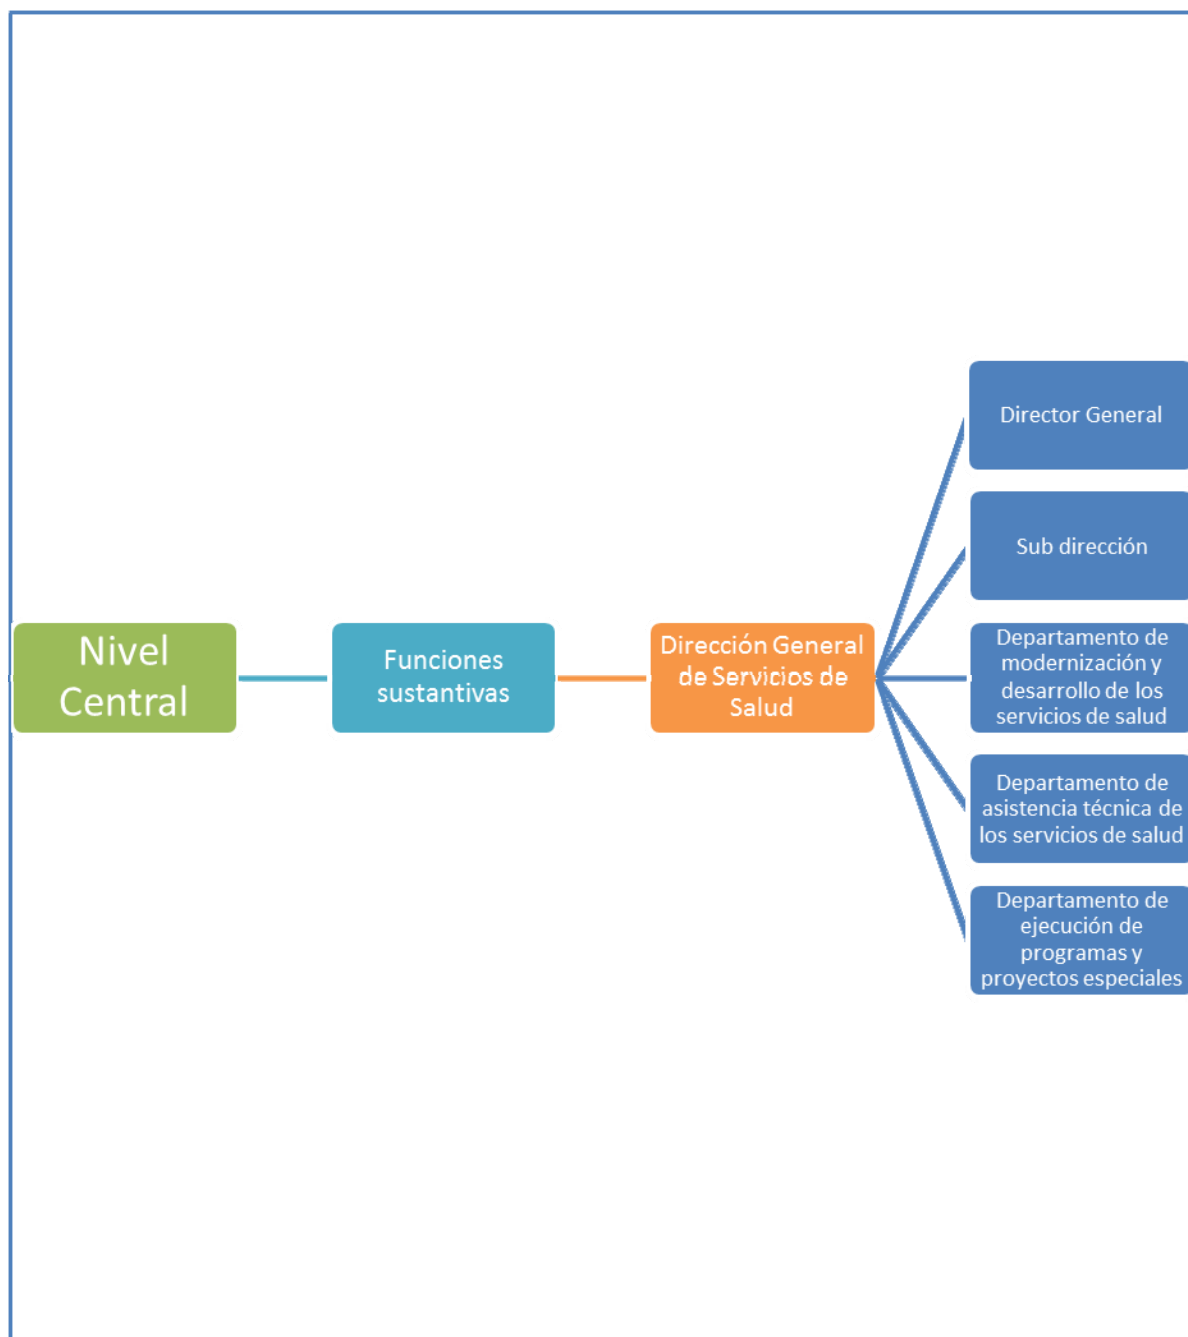 Nivel
Central
Funciones
sustantivas
Dirección General
de Servicios de
Salud
Director General
Sub dirección
Departamento de
modernización y
desarrollo de los
servicios de salud
Departamento de
asistencia técnica de
los servicios de salud
Departamento de
ejecución de
programas y
proyectos especiales